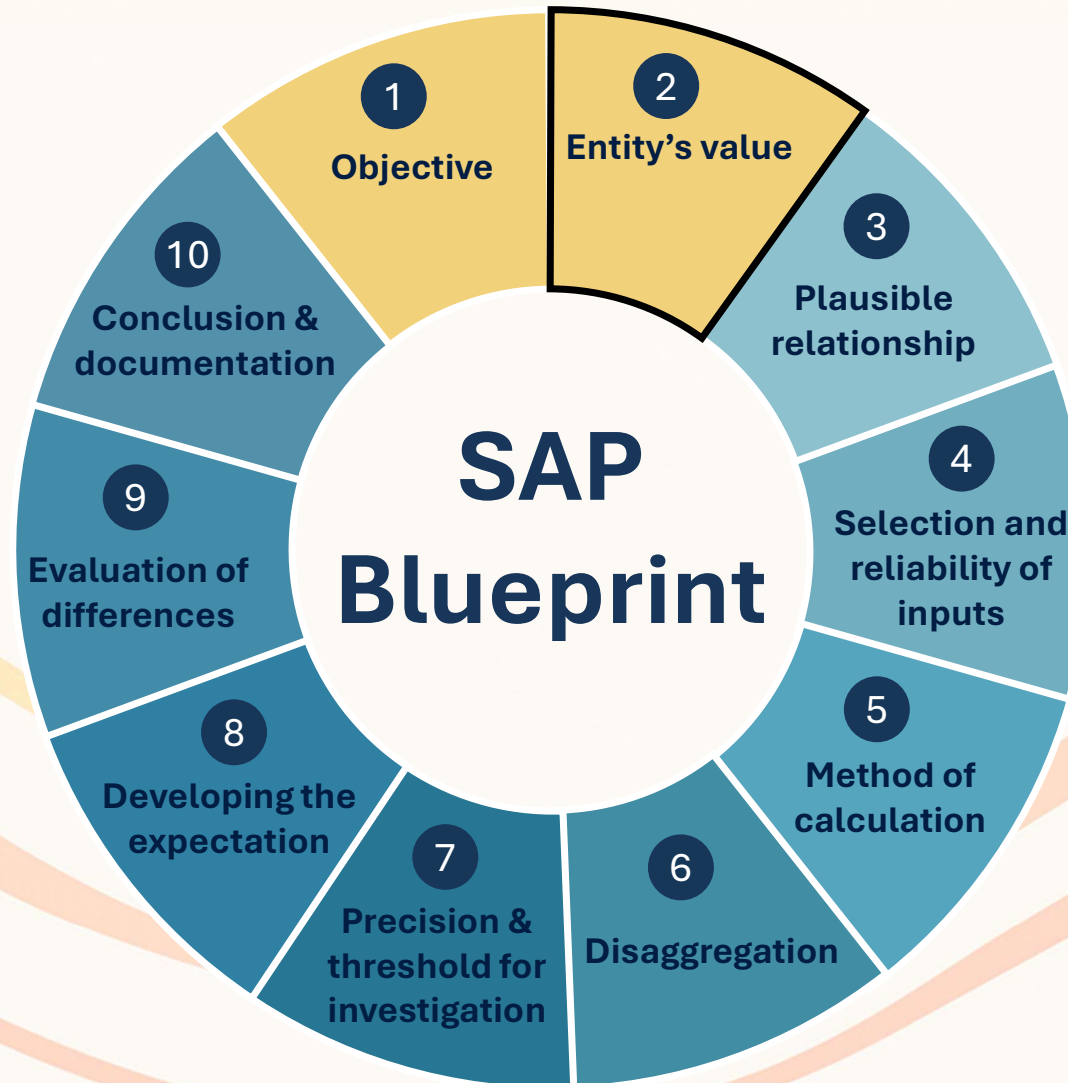 1
Objective
2
Entity’s value
3
Plausible
relationship
4
Selection and
reliability of
inputs
5
Method of
calculation
6
Disaggregation
7
Precision &
threshold for
investigation
8
Developing the
expectation
9
Evaluation of
differences
10
Conclusion &
documentation
SAP
Blueprint